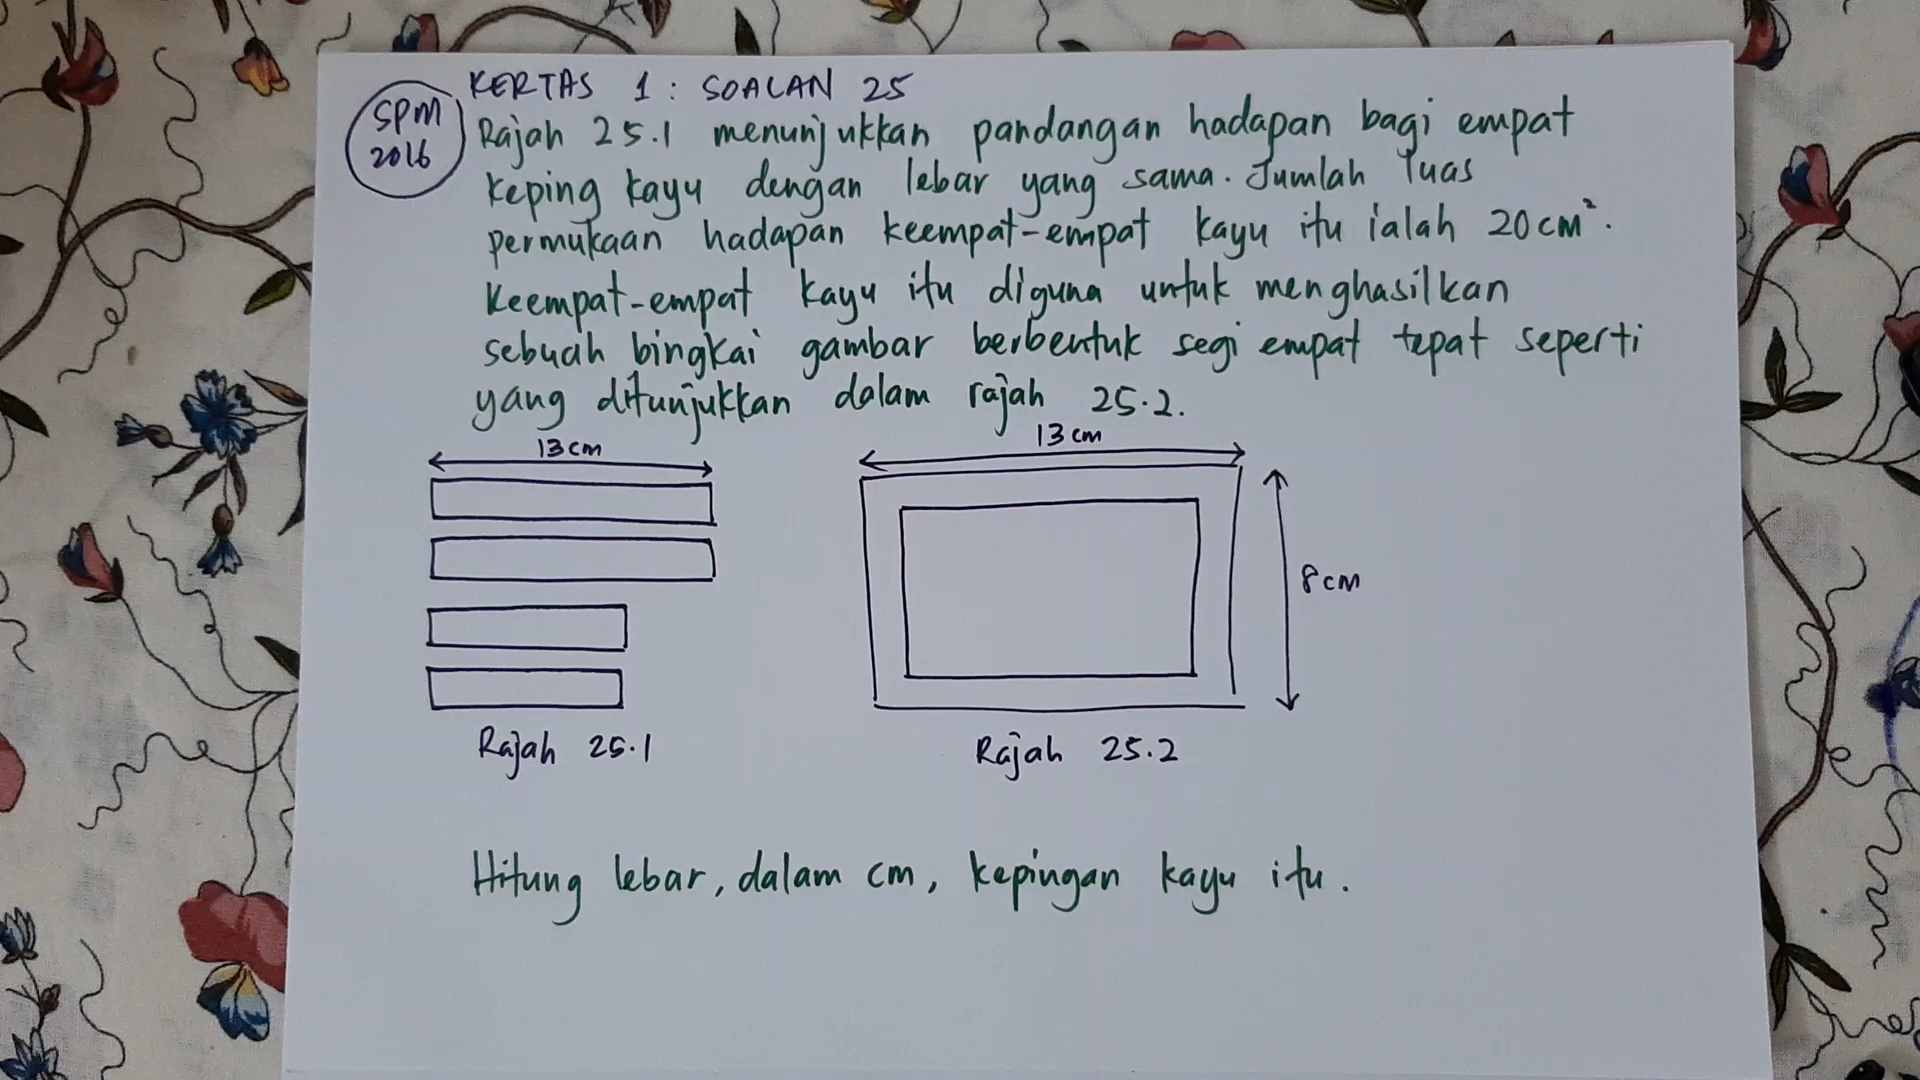 SPM
2016
KERTAS 1 : SOALAN 25
Rajah 25.1 menunjukkan pandangan hadapan bagi empat
keping kayu dengan lebar yang sama. Jumlah luas
permukaan hadapan keempat-empat kayu itu ialah 20 cm².
Keempat-empat kayu itu diguna untuk menghasilkan
sebuah bingkai gambar berbentuk segi empat tepat seperti
yang ditunjukkan dalam rajah 25.2.
13 cm
13 cm
8 cm
Rajah 25.1
Rajah 25.2
Hitung lebar, dalam cm, kepingan kayu itu.